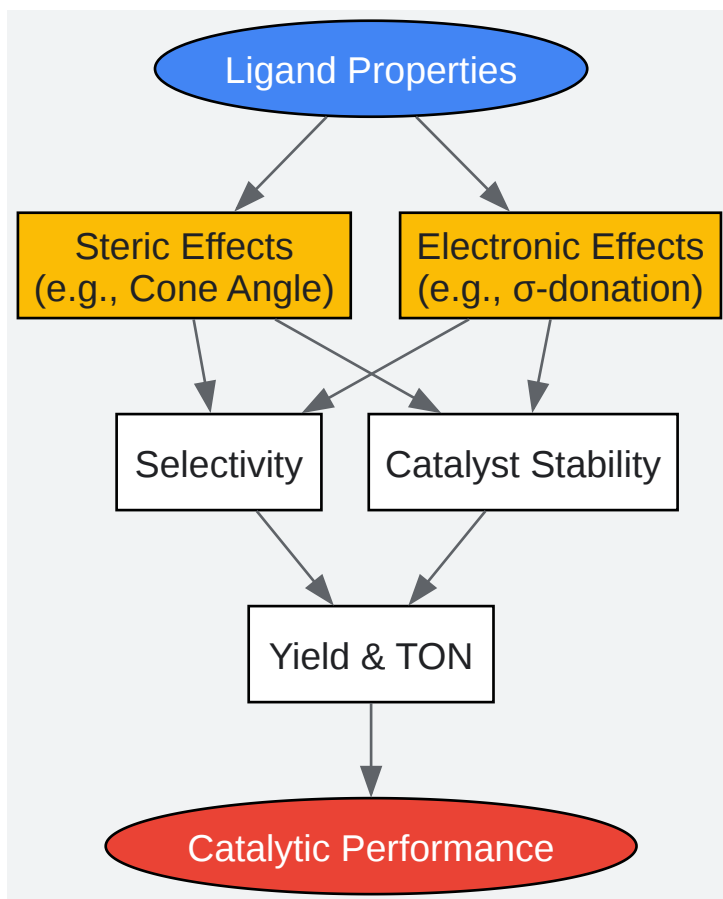 Ligand Properties
Steric Effects
(e.g., Cone Angle)
Electronic Effects
(e.g., σ-donation)
Selectivity
Catalyst Stability
Yield & TON
Catalytic Performance